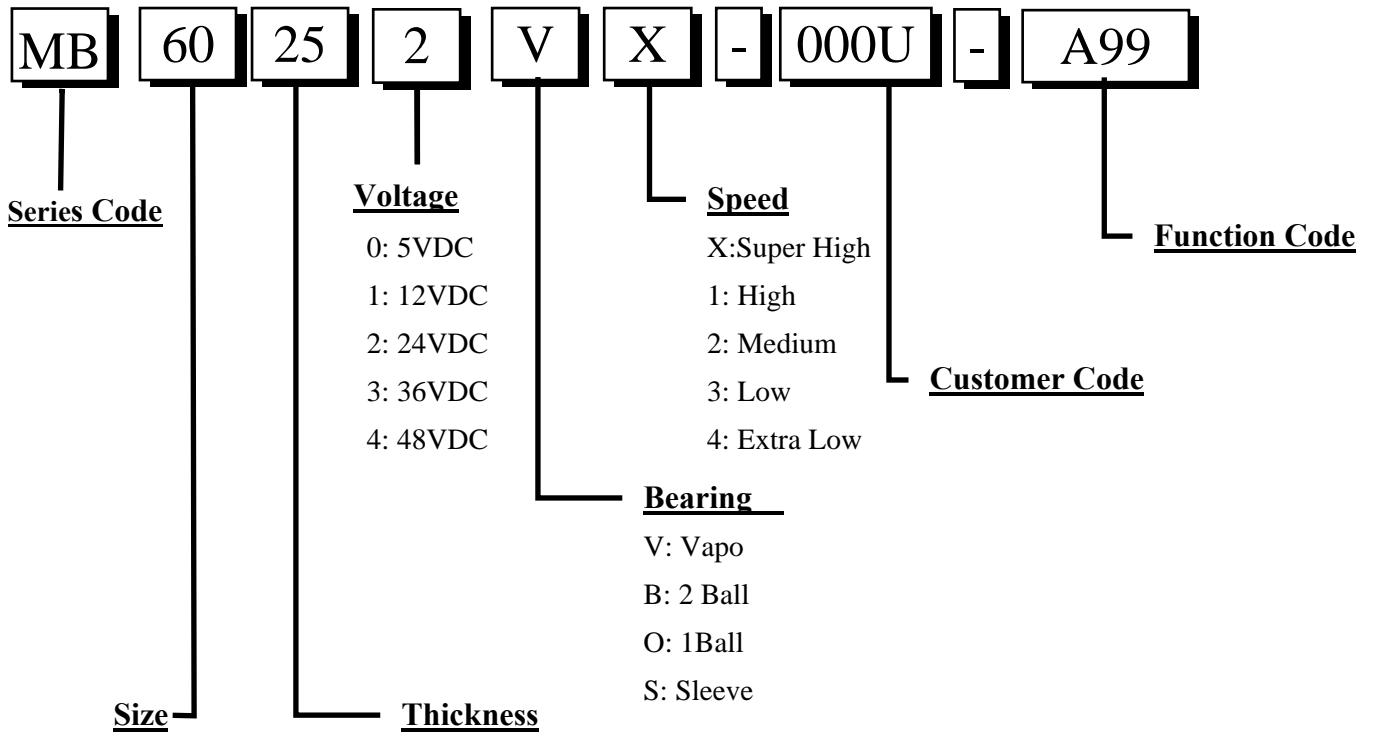 MB 60 25 2 V X - 000U - A99
Series Code
Voltage
0: 5VDC
1: 12VDC
2: 24VDC
3: 36VDC
4: 48VDC
Speed
X:Super High
1: High
2: Medium
3: Low
4: Extra Low
Function Code
Customer Code
Bearing
V: Vapo
B: 2 Ball
O: 1Ball
S: Sleeve
Size
Thickness